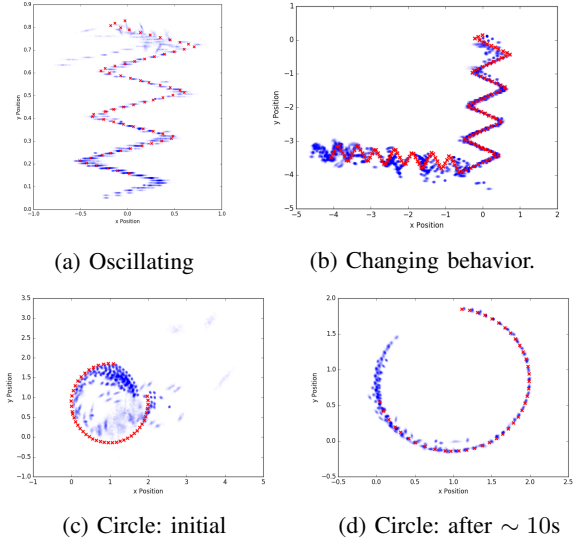 0.9
0.8
0.7
0.6
0.5
0.4
0.3
0.2
0.1
0.0
y Position
−1.0 −0.5 0.0 0.5 1.0
x Position
(a) Oscillating
1
0
−1
−2
−3
−4
−5
y Position
−5 −4 −3 −2 −1 0 1 2
x Position
(b) Changing behavior.
3.5
3.0
2.5
2.0
1.5
1.0
0.5
0.0
−0.5
−1.0
y Position
−1 0 1 2 3 4 5
x Position
(c) Circle: initial
2.0
1.5
1.0
0.5
0.0
−0.5
y Position
−0.5 0.0 0.5 1.0 1.5 2.0 2.5
x Position
(d) Circle: after ∼ 10s